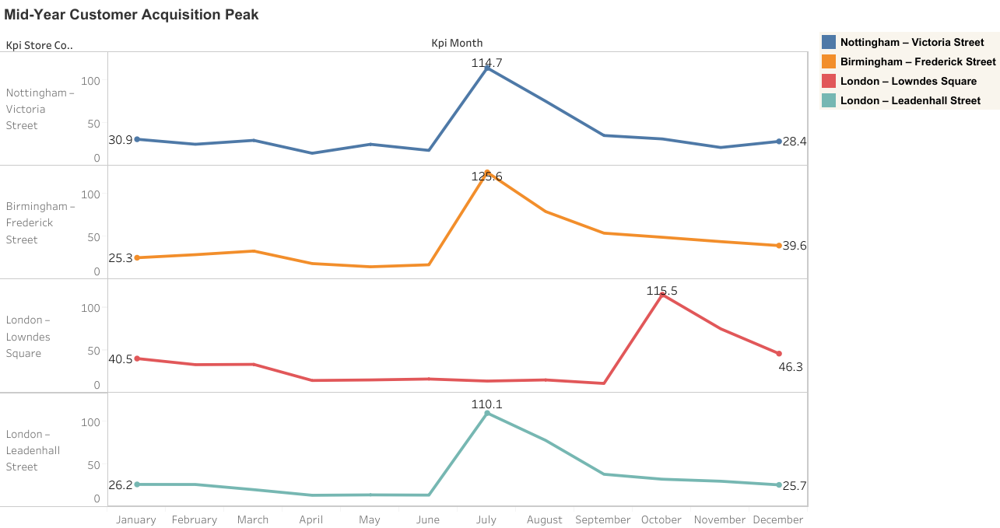 Mid-Year Customer Acquisition Peak
Kpi Store Co..
Kpi Month
Nottingham – Victoria Street
Birmingham – Frederick Street
London – Lowndes Square
London – Leadenhall Street
Nottingham –
Victoria
Street
100
50
0
30.9
114.7
28.4
Birmingham –
Frederick
Street
100
50
0
25.3
125.6
39.6
London –
Lowndes
Square
100
50
0
40.5
115.5
46.3
London –
Leadenhall
Street
100
50
0
26.2
110.1
25.7
January February March April May June July August September October November December